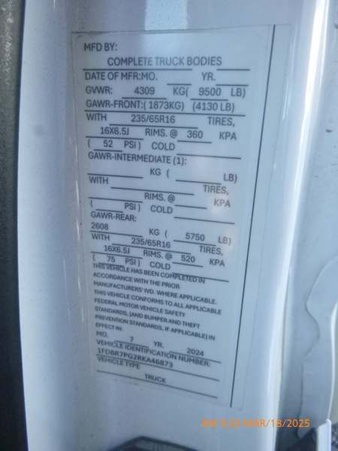 MFD BY:
COMPLETE TRUCK BODIES
DATE OF MFR:MO. YR.
GVWR: 4309 KG( 9500 LB)
GAWR-FRONT:( 1873KG) (4130 LB)
WITH 235/65R16 TIRES,
16X6.5J RIMS. @ 360 KPA
( 52 PSI ) COLD
GAWR-INTERMEDIATE (1):
KG ( LB)
WITH TIRES,
RIMS. @ KPA
( PSI ) COLD
GAWR-REAR:
2608 KG ( 5750 LB)
WITH 235/65R16 TIRES,
16X6.5J RIMS @ 520 KPA
( 75 PSI ) COLD
THIS VEHICLE HAS BEEN COMPLETED IN
ACCORDANCE WITH THE PRIOR
MANUFACTURERS' IVD. WHERE APPLICABLE.
THIS VEHICLE CONFORMS TO ALL APPLICABLE
FEDERAL MOTOR VEHICLE SAFETY
STANDARDS, [AND BUMPER AND THEFT
PREVENTION STANDARDS, IF APPLICABLE] IN
EFFECT IN:
MO. 7 YR. 2024
VEHICLE IDENTIFICATION NUMBER:
1FDBR7PG2RKA46873
VEHICLE TYPE
TRUCK
/2025